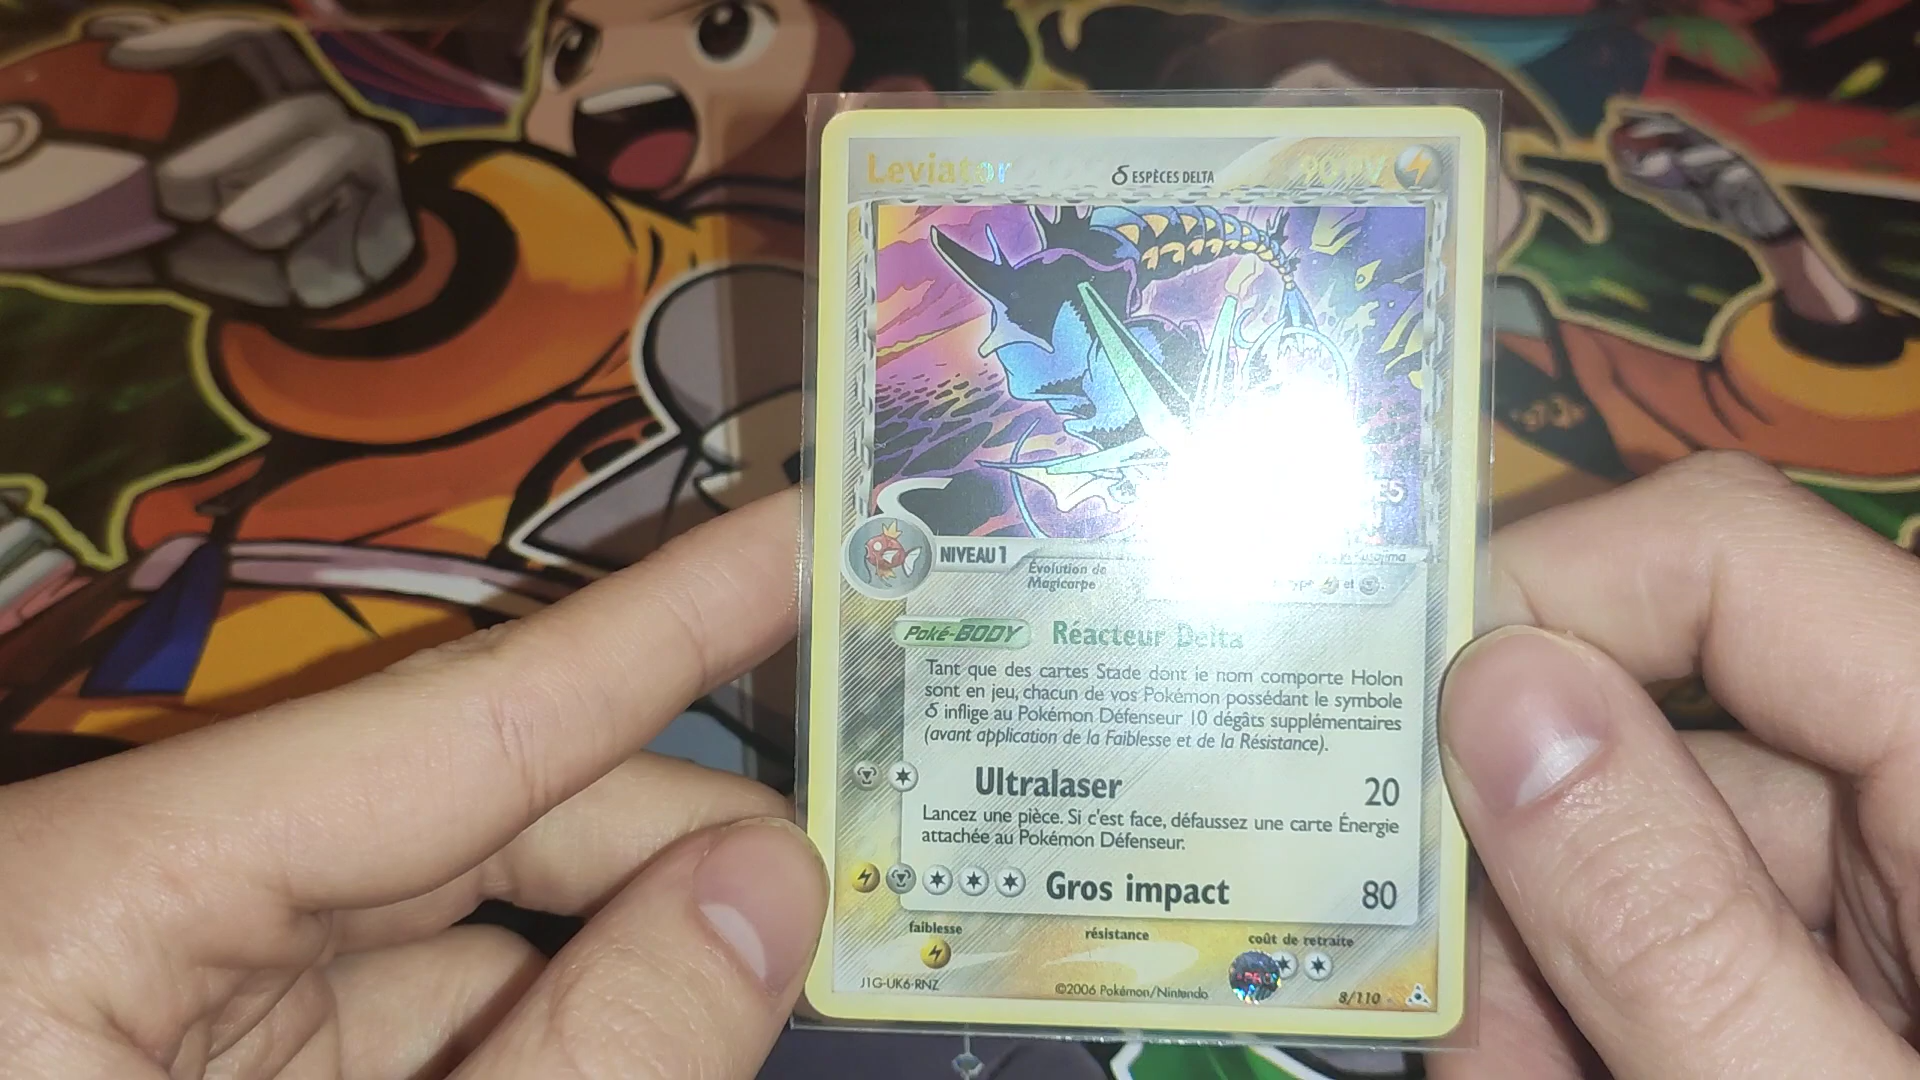 Leviator
δ ESPÈCES DELTA
90 PV
NIVEAU 1
Évolution de
Magicarpe
et
Poké-BODY
Réacteur Delta
Tant que des cartes Stade dont le nom comporte Holon
sont en jeu, chacun de vos Pokémon possédant le symbole
δ inflige au Pokémon Défenseur 10 dégâts supplémentaires
(avant application de la Faiblesse et de la Résistance).
Ultralaser 20
Lancez une pièce. Si c'est face, défaussez une carte Énergie
attachée au Pokémon Défenseur.
Gros impact 80
faiblesse
résistance
coût de retraite
J1G-UK6-RNZ
©2006 Pokémon/Nintendo
8/110